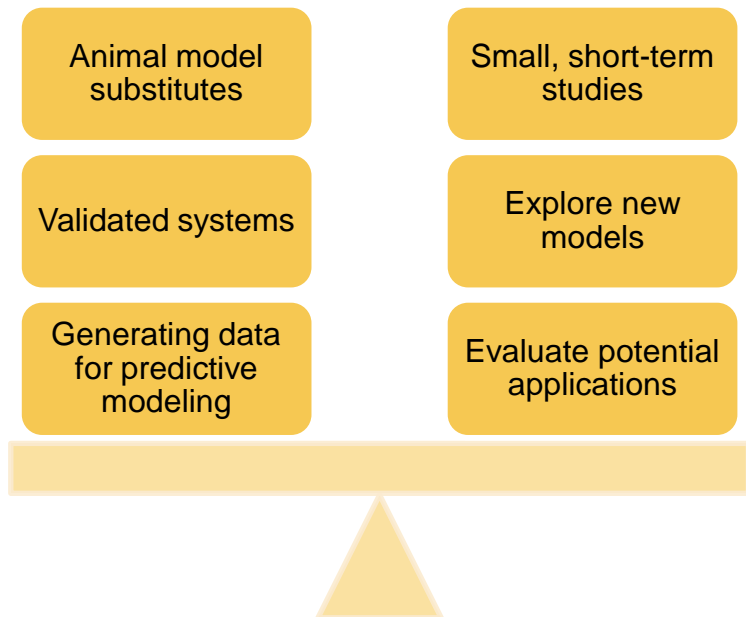 Animal model
substitutes
Validated systems
Generating data
for predictive
modeling
Small, short-term
studies
Explore new
models
Evaluate potential
applications